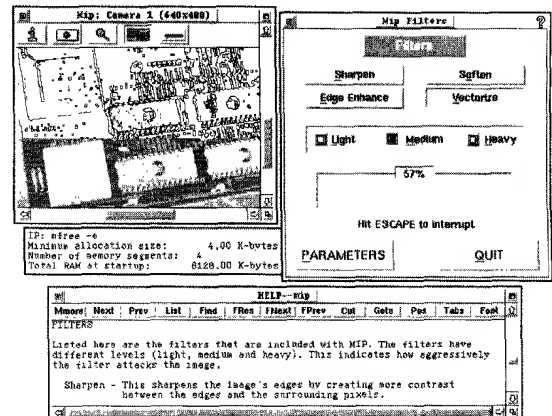 Mip: Camera 1 (640x480)
Mip Filters
?
Filters
Sharpen
Soften
Edge Enhance
Vectorize
Light
Medium
Heavy
57%
Hit ESCAPE to interrupt
PARAMETERS
QUIT
IP: mfree -e
Minimum allocation size: 4.00 K-bytes
Number of memory segments: 4
Total RAM at startup: 8128.00 K-bytes
HELP--mip
Mmore Next Prev List Find FRes FNext FPrev Cut Goto Pos Tabs Font
FILTERS
Listed here are the filters that are included with MIP. The filters have
different levels (light, medium and heavy). This indicates how aggressively
the filter attacks the image.
Sharpen - This sharpens the image's edges by creating more contrast
between the edges and the surrounding pixels.